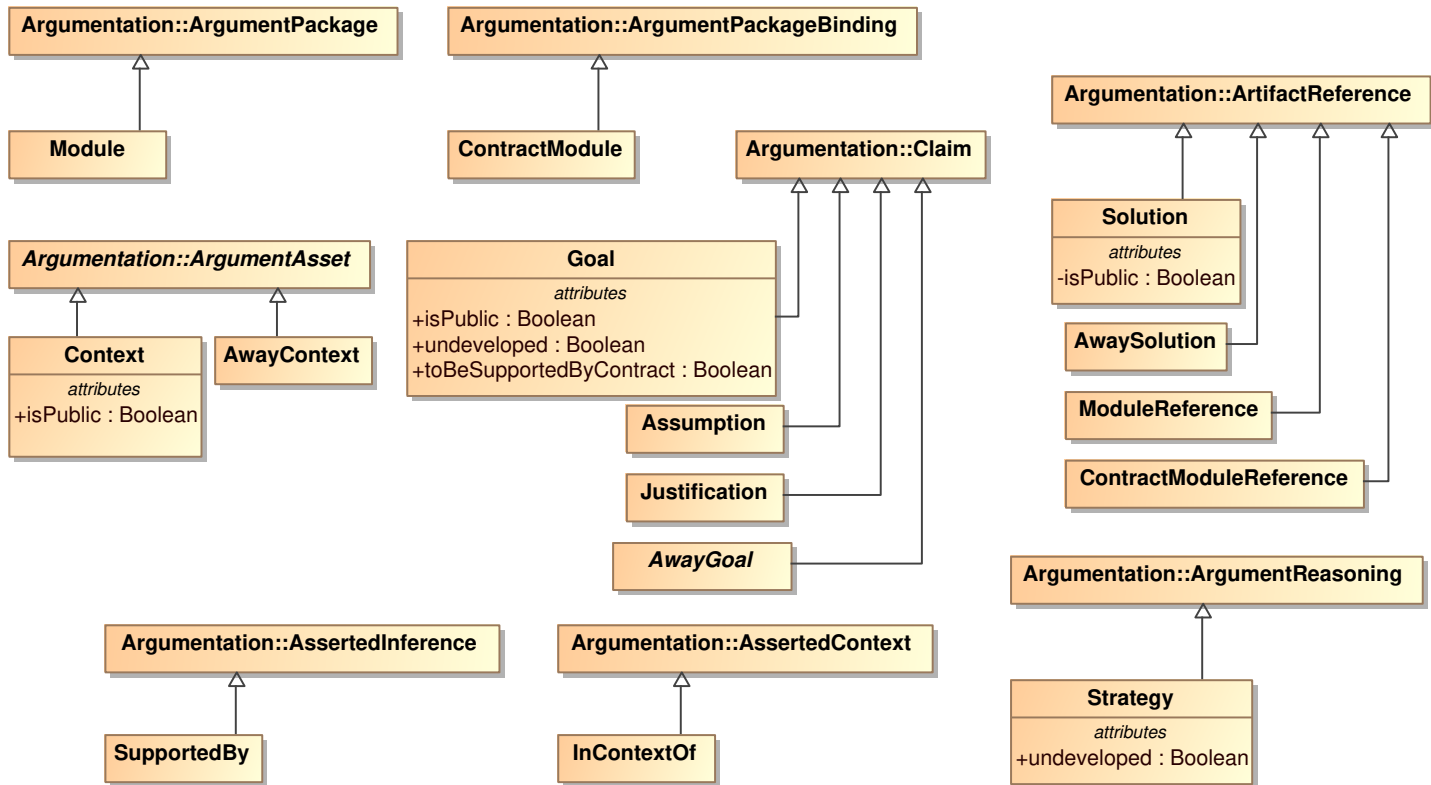 Argumentation::ArgumentPackage
Argumentation::ArgumentPackageBinding
Argumentation::ArtifactReference
Module
ContractModule
Argumentation::Claim
Solution
attributes
-isPublic : Boolean
Argumentation::ArgumentAsset
Goal
attributes
+isPublic : Boolean
+undeveloped : Boolean
+toBeSupportedByContract : Boolean
Context
attributes
+isPublic : Boolean
AwayContext
AwaySolution
ModuleReference
Assumption
ContractModuleReference
Justification
AwayGoal
Argumentation::ArgumentReasoning
Argumentation::AssertedInference
Argumentation::AssertedContext
Strategy
attributes
+undeveloped : Boolean
SupportedBy
InContextOf